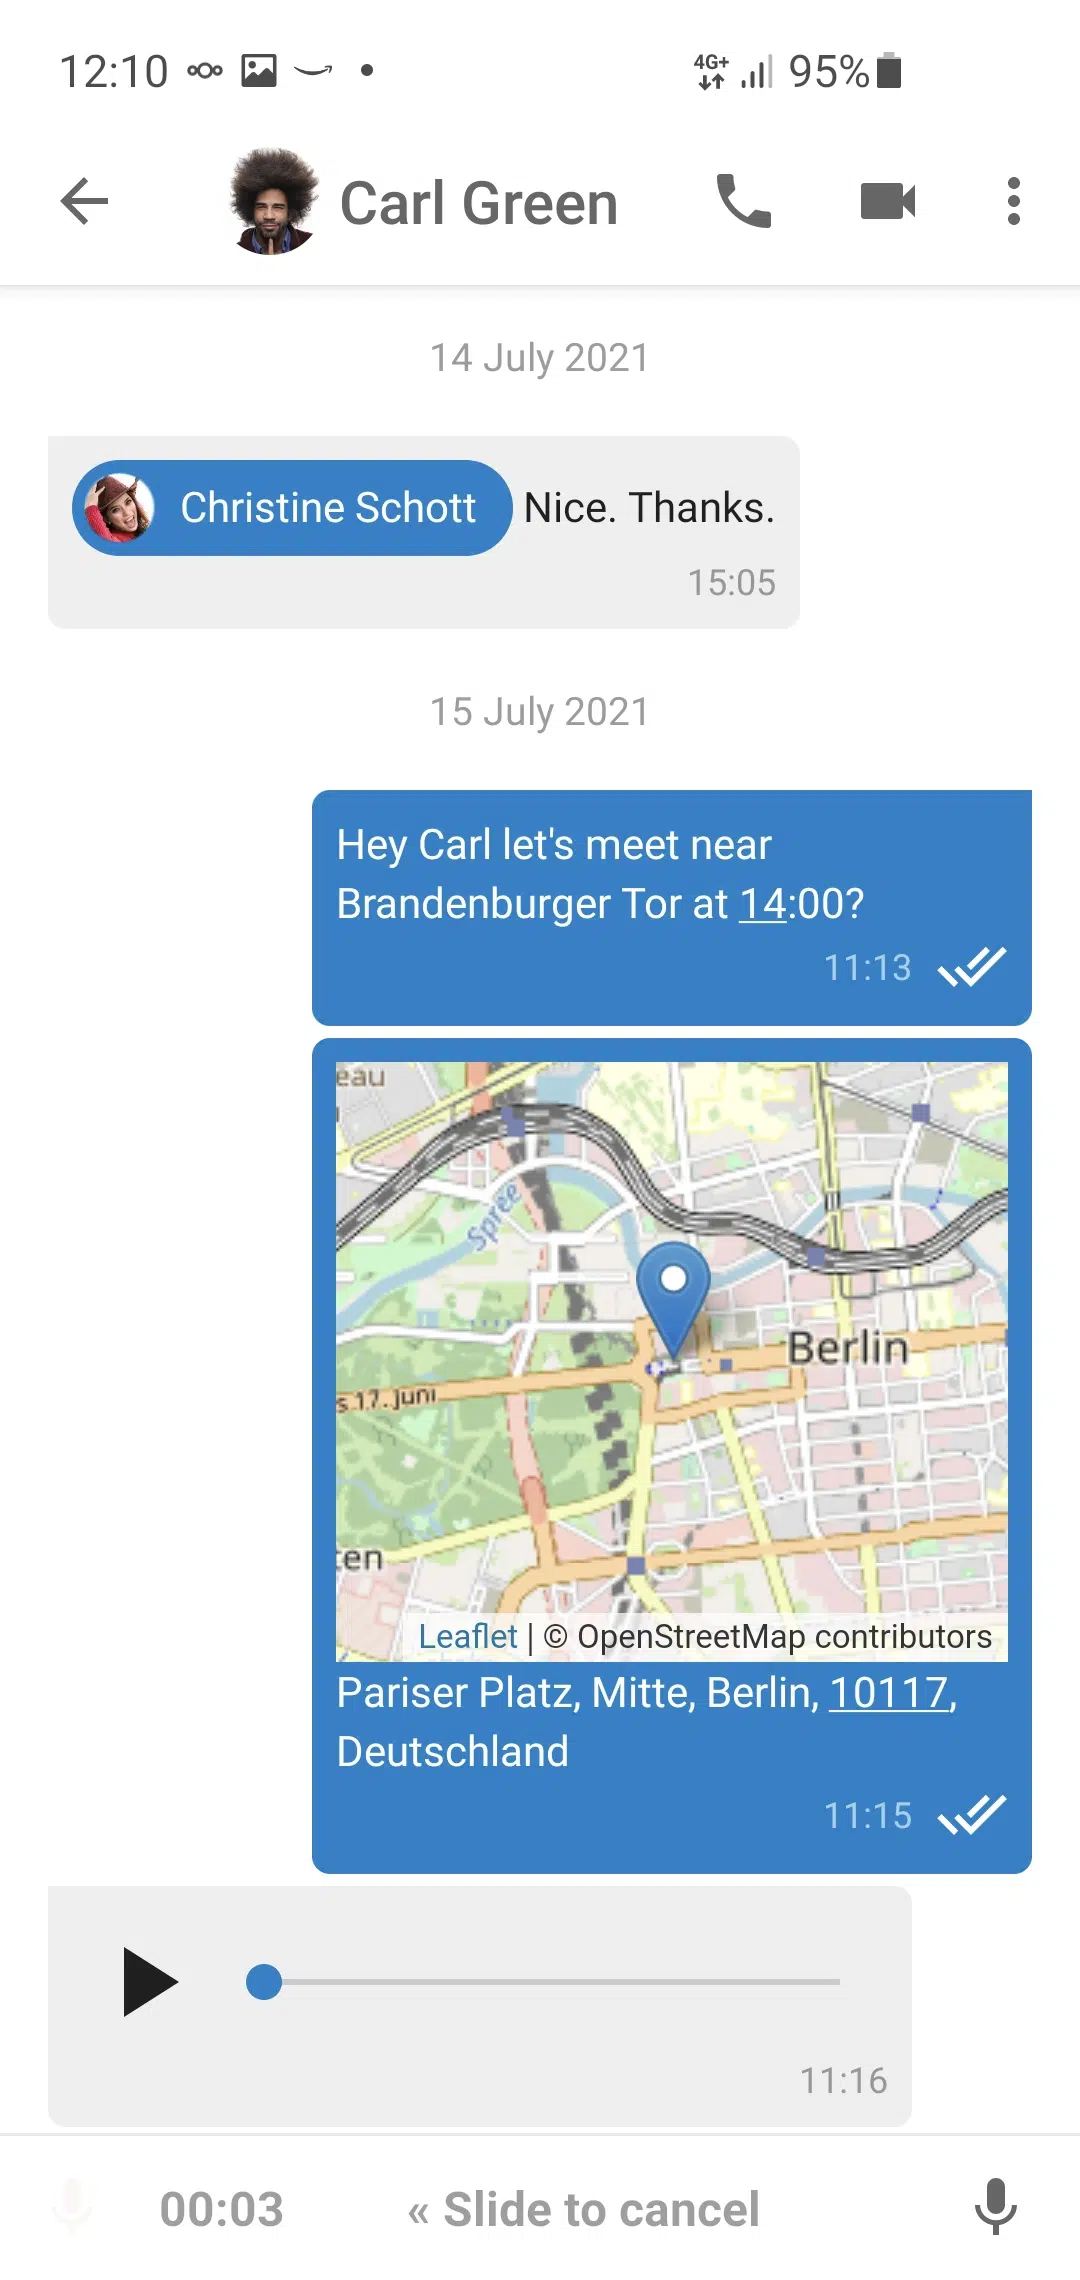 12:10
4G+
95%
Carl Green
14 July 2021
Christine Schott Nice. Thanks.
15:05
15 July 2021
Hey Carl let's meet near
Brandenburger Tor at 14:00?
11:13
eau
Spree
Berlin
s 17. Juni
ten
Leaflet | © OpenStreetMap contributors
Pariser Platz, Mitte, Berlin, 10117,
Deutschland
11:15
11:16
00:03
« Slide to cancel